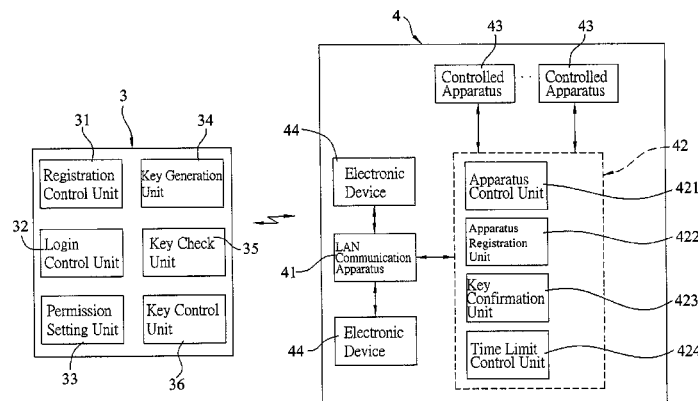 3
31
34
Registration
Control Unit
Key Generation
Unit
32
Login
Control Unit
Key Check
Unit
35
Permission
Setting Unit
Key Control
Unit
33
36
4
43
43
Controlled
Apparatus
· ·
Controlled
Apparatus
44
Electronic
Device
41
LAN
Communication
Apparatus
44
Electronic
Device
42
Apparatus
Control Unit
421
Apparatus
Registration
Unit
422
Key
Confirmation
Unit
423
Time Limit
Control Unit
424